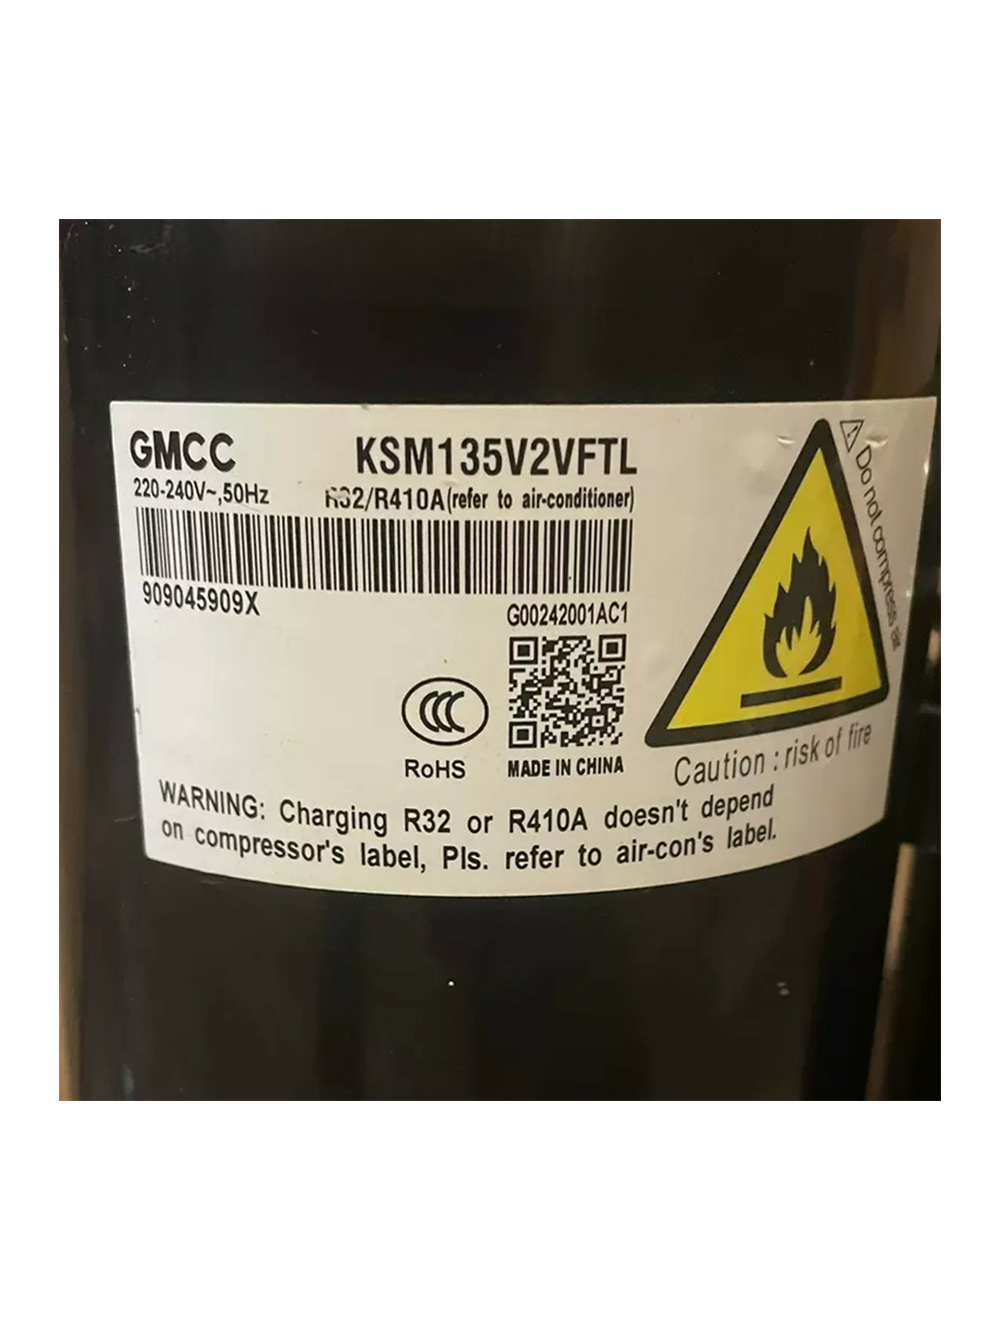 GMCC
KSM135V2VFTL
220-240V~,50Hz
R32/R410A(refer to air-conditioner)
909045909X
G00242001AC1
CCC
RoHS
MADE IN CHINA
Do not compress air
Caution : risk of fire
WARNING: Charging R32 or R410A doesn't depend
on compressor's label, Pls. refer to air-con's label.